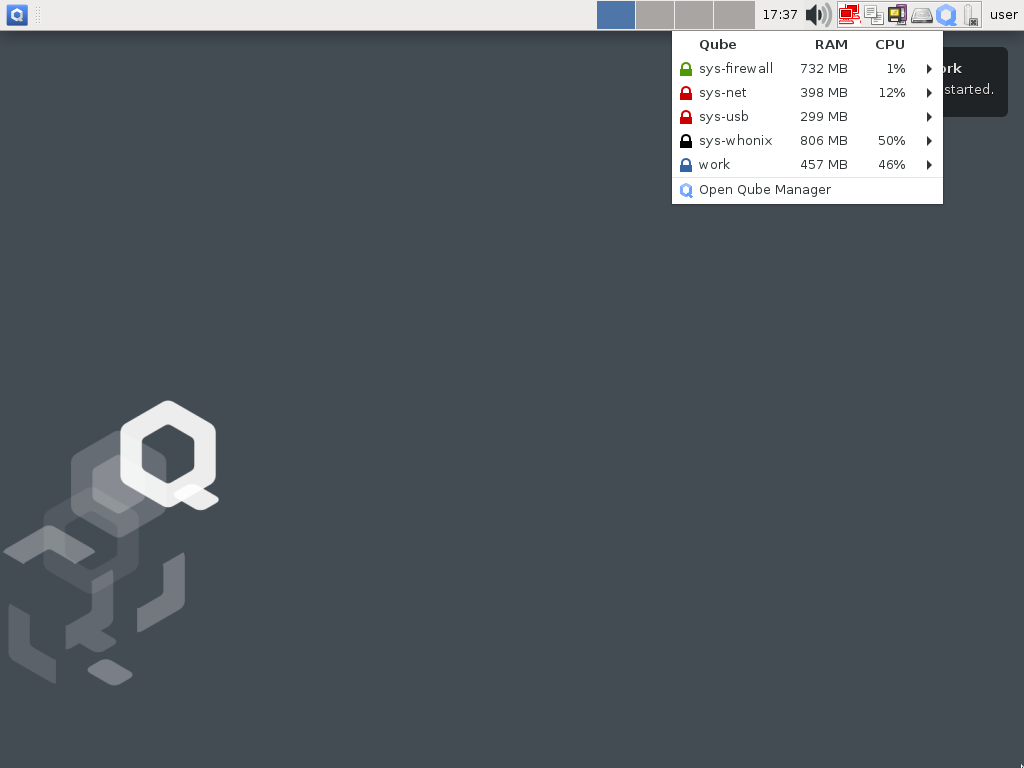 17:37 user
Qube RAM CPU
sys-firewall 732 MB 1%
sys-net 398 MB 12%
sys-usb 299 MB
sys-whonix 806 MB 50%
work 457 MB 46%
Open Qube Manager
rk
started.